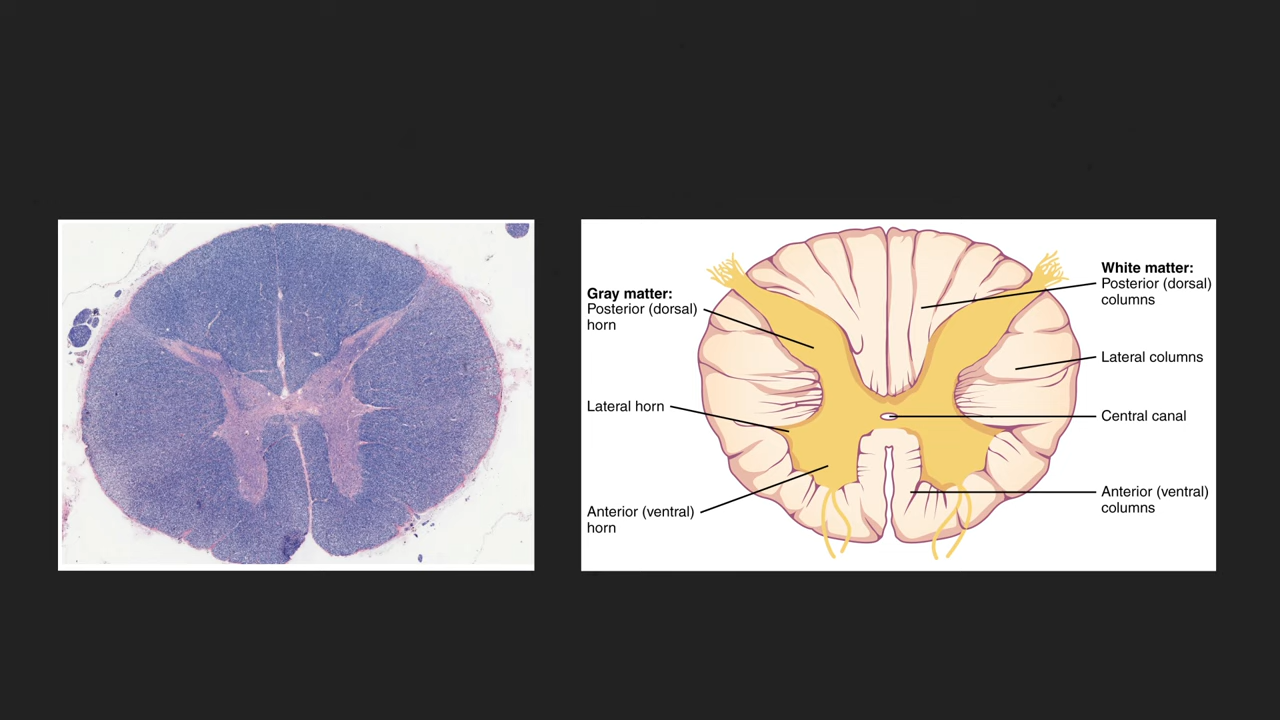 Gray matter:
Posterior (dorsal)
horn
Lateral horn
Anterior (ventral)
horn
White matter:
Posterior (dorsal)
columns
Lateral columns
Central canal
Anterior (ventral)
columns